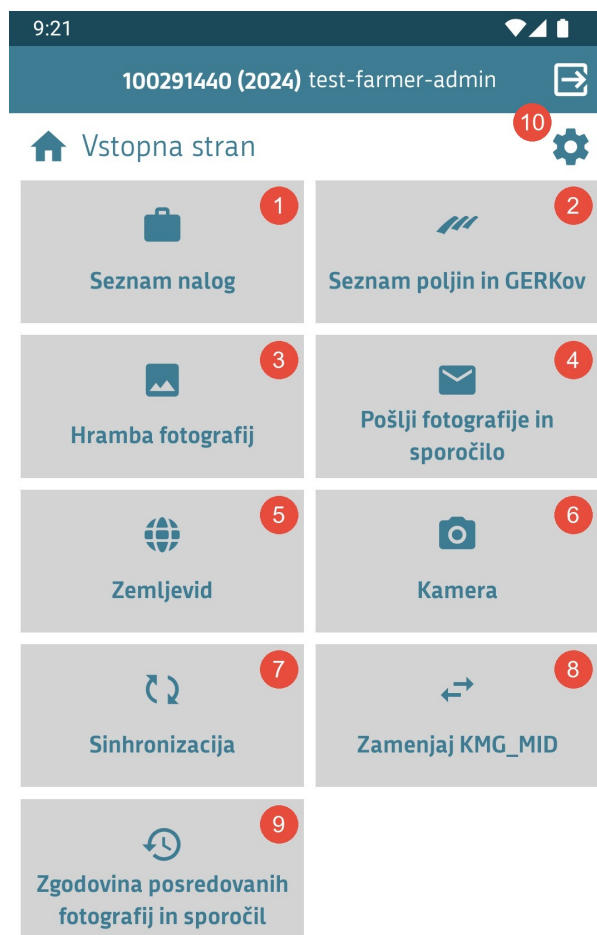 9:21
100291440 (2024) test-farmer-admin
10
Vstopna stran
1
Seznam nalog
2
Seznam poljin in GERKov
3
Hramba fotografij
4
Pošlji fotografije in
sporočilo
5
Zemljevid
6
Kamera
7
Sinhronizacija
8
Zamenjaj KMG_MID
9
Zgodovina posredovanih
fotografij in sporočil